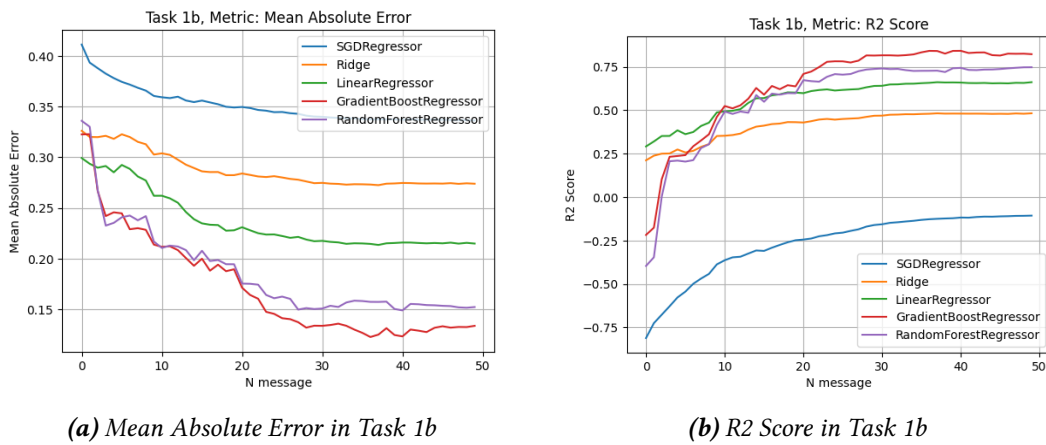 Task 1b, Metric: Mean Absolute Error
0.40
0.35
0.30
0.25
0.20
0.15
Mean Absolute Error
SGDRegressor
Ridge
LinearRegressor
GradientBoostRegressor
RandomForestRegressor
0 10 20 30 40 50
N message
(a) Mean Absolute Error in Task 1b
Task 1b, Metric: R2 Score
0.75
0.50
0.25
0.00
−0.25
−0.50
−0.75
R2 Score
SGDRegressor
Ridge
LinearRegressor
GradientBoostRegressor
RandomForestRegressor
0 10 20 30 40 50
N message
(b) R2 Score in Task 1b